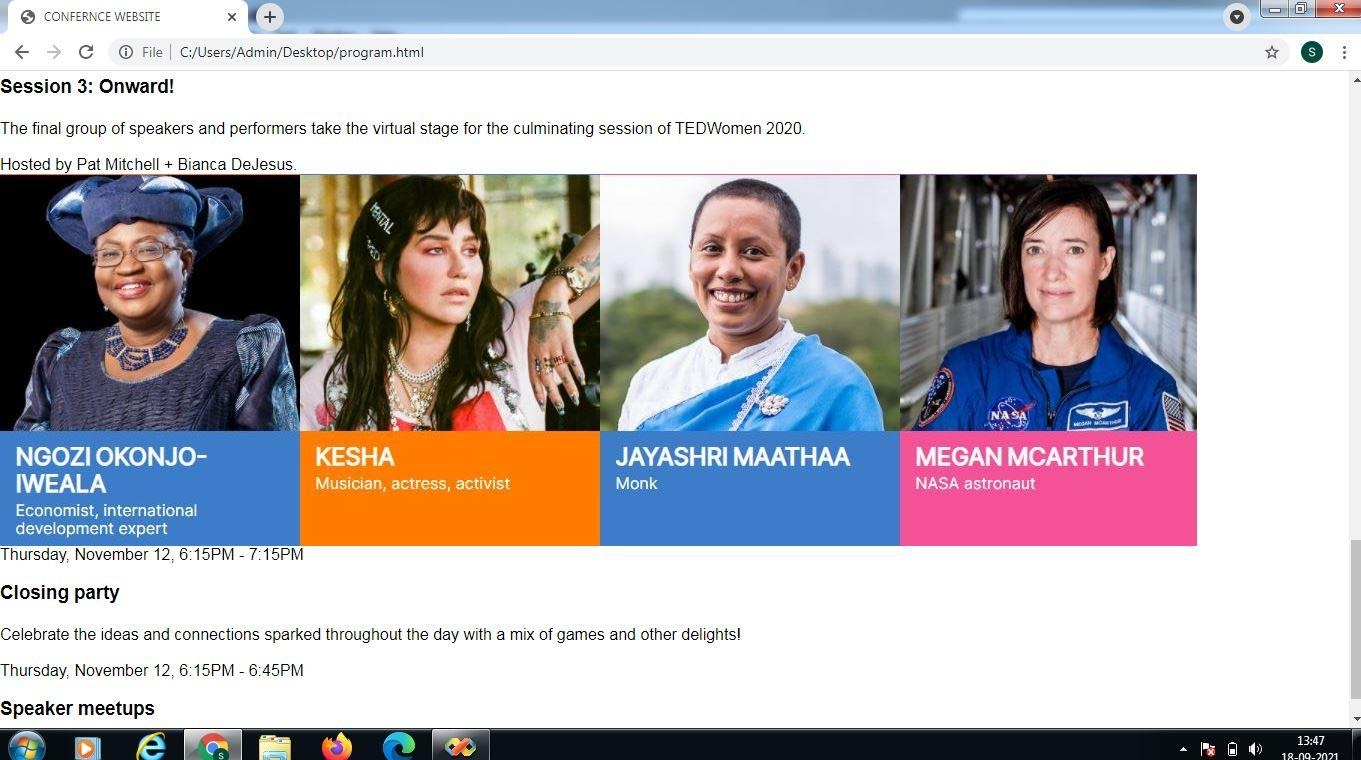 CONFERNCE WEBSITE
File C:/Users/Admin/Desktop/program.html
S
Session 3: Onward!
The final group of speakers and performers take the virtual stage for the culminating session of TEDWomen 2020.
Hosted by Pat Mitchell + Bianca DeJesus.
MENTAL
NASA
MEGAN MCARTHUR
NGOZI OKONJO-
IWEALA
Economist, international
development expert
KESHA
Musician, actress, activist
JAYASHRI MAATHAA
Monk
MEGAN MCARTHUR
NASA astronaut
Thursday, November 12, 6:15PM - 7:15PM
Closing party
Celebrate the ideas and connections sparked throughout the day with a mix of games and other delights!
Thursday, November 12, 6:15PM - 6:45PM
Speaker meetups
S
13:47
18-09-2021